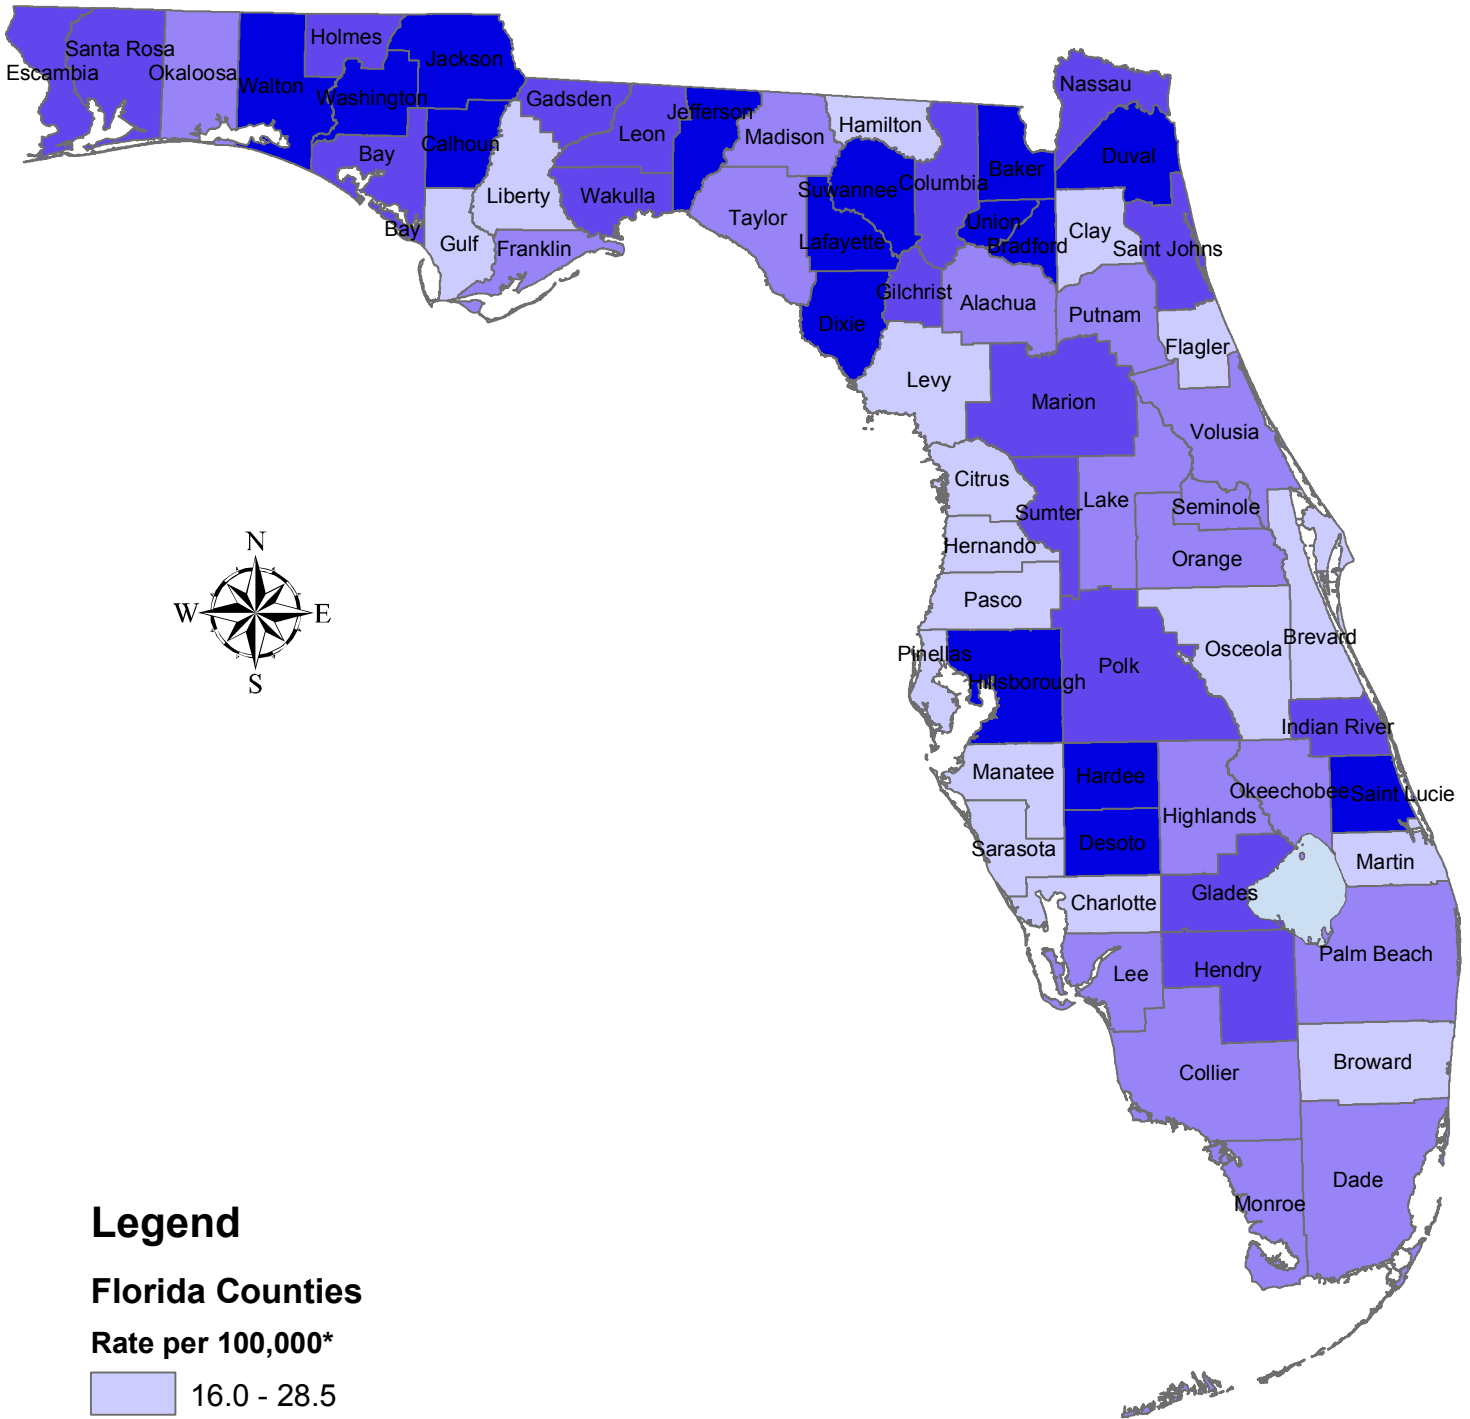 Holmes
Santa Rosa
Jackson
Escambia
Okaloosa
Walton
Washington
Nassau
Gadsden
Jefferson
Leon
Madison
Hamilton
Calhoun
Bay
Duval
Baker
Columbia
Suwannee
Liberty
Wakulla
Taylor
Union
Bay
Clay
Gulf
Franklin
Lafayette
Bradford
Saint Johns
Gilchrist
Alachua
Putnam
Dixie
Flagler
Levy
Marion
Volusia
Citrus
Lake
Seminole
Sumter
Hernando
Orange
N
W
E
S
Pasco
Brevard
Osceola
Pinellas
Polk
Hillsborough
Indian River
Manatee
Hardee
Okeechobee
Saint Lucie
Highlands
Desoto
Sarasota
Martin
Glades
Charlotte
Palm Beach
Lee
Hendry
Broward
Collier
Dade
Monroe
Legend
Florida Counties
Rate per 100,000*
16.0 - 28.5